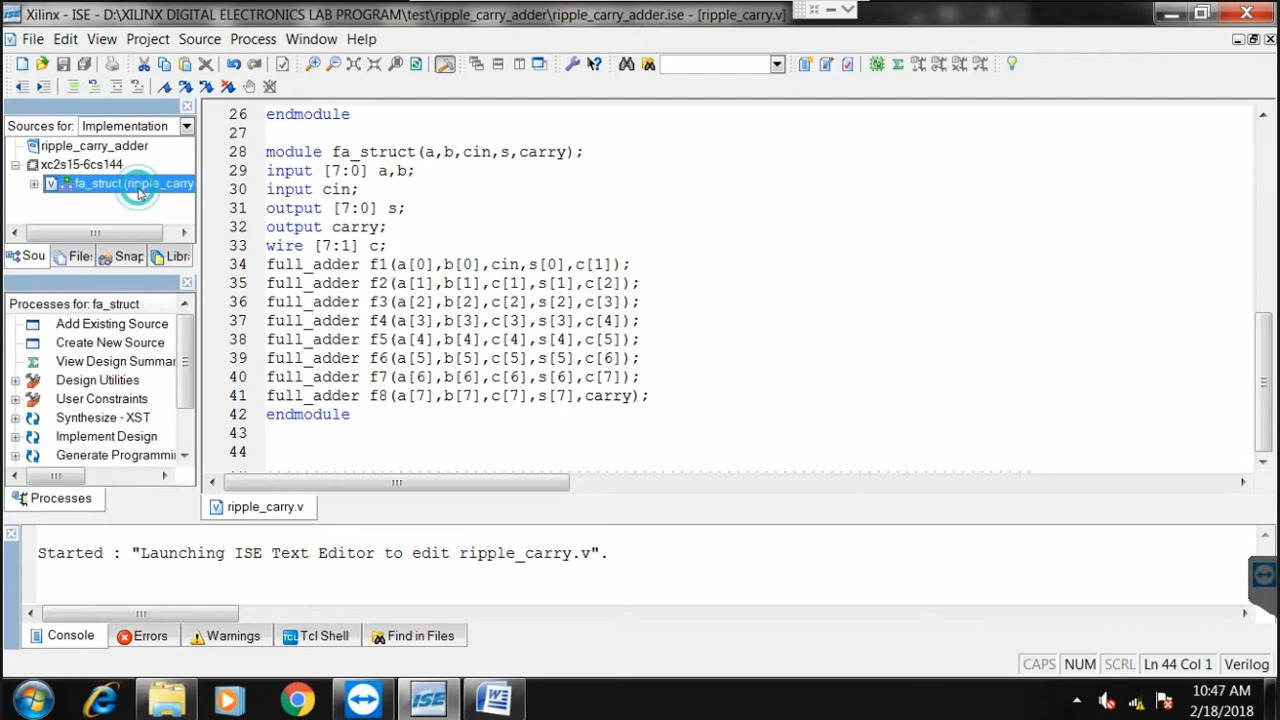 Xilinx - ISE - D:\XILINX DIGITAL ELECTRONICS LAB PROGRAM\test\ripple_carry_adder\ripple_carry_adder.ise - [ripple_carry.v]
File Edit View Project Source Process Window Help
Sources for: Implementation
ripple_carry_adder
xc2s15-6cs144
fa_struct (ripple_carry
Sou File: Snap Libr
Processes for: fa_struct
Add Existing Source
Create New Source
View Design Summar
Design Utilities
User Constraints
Synthesize - XST
Implement Design
Generate Programmi
Processes
26 endmodule
27
28 module fa_struct(a,b,cin,s,carry);
29 input [7:0] a,b;
30 input cin;
31 output [7:0] s;
32 output carry;
33 wire [7:1] c;
34 full_adder f1(a[0],b[0],cin,s[0],c[1]);
35 full_adder f2(a[1],b[1],c[1],s[1],c[2]);
36 full_adder f3(a[2],b[2],c[2],s[2],c[3]);
37 full_adder f4(a[3],b[3],c[3],s[3],c[4]);
38 full_adder f5(a[4],b[4],c[4],s[4],c[5]);
39 full_adder f6(a[5],b[5],c[5],s[5],c[6]);
40 full_adder f7(a[6],b[6],c[6],s[6],c[7]);
41 full_adder f8(a[7],b[7],c[7],s[7],carry);
42 endmodule
43
44
ripple_carry.v
Started : "Launching ISE Text Editor to edit ripple_carry.v".
Console Errors Warnings TCL Tcl Shell Find in Files
CAPS NUM SCRL Ln 44 Col 1 Verilog
ISE W 10:47 AM
2/18/2018